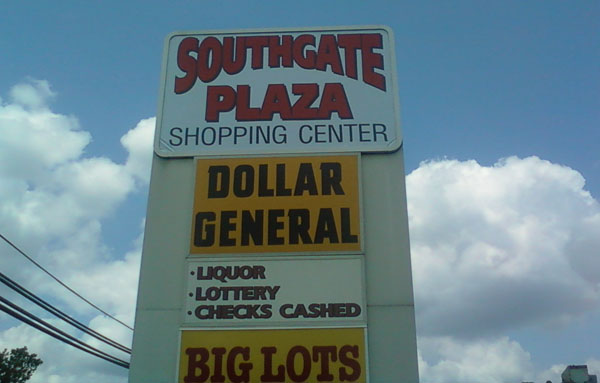 SOUTHGATE
PLAZA
SHOPPING CENTER
DOLLAR
GENERAL
• LIQUOR
• LOTTERY
• CHECKS CASHED
BIG LOTS